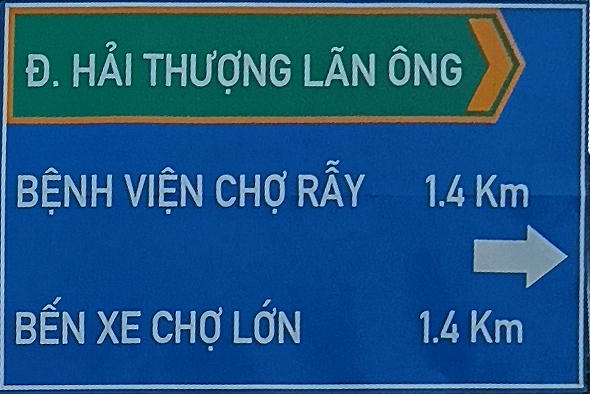 Đ. HẢI THƯỢNG LÃN ÔNG
BỆNH VIỆN CHỢ RẪY 1.4 Km
BẾN XE CHỢ LỚN 1.4 Km